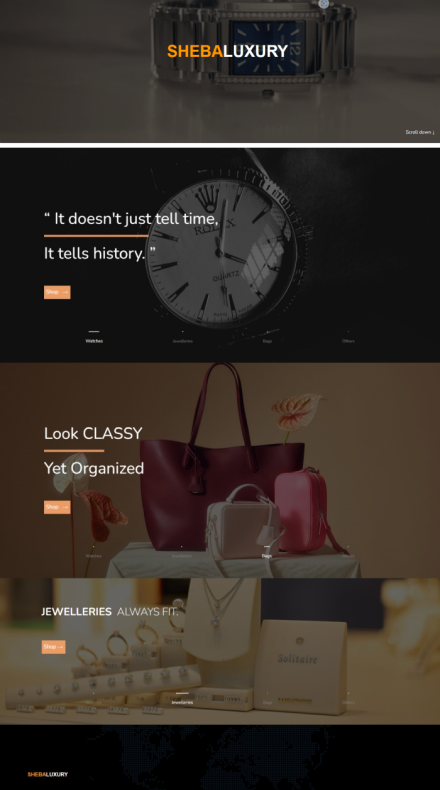 SHEBALUXURY
Scroll down ↓
“ It doesn't just tell time,
ROLEX
It tells history. ”
QUARTZ
Shop →
Watches
Jewelleries
Bags
Others
Look CLASSY
Yet Organized
Shop →
Watches
Bags
JEWELLERIES ALWAYS FIT.
Shop →
Solitaire
Jewelleries
SHEBALUXURY